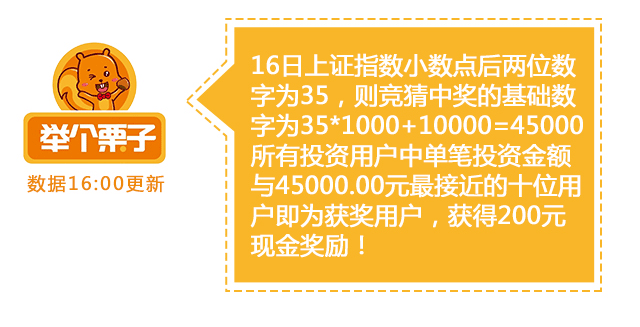 举个栗子
数据16:00更新
16日上证指数小数点后两位数
字为35，则竞猜中奖的基础数
字为35*1000+10000=45000
所有投资用户中单笔投资金额
与45000.00元最接近的十位用
户即为获奖用户，获得200元
现金奖励！